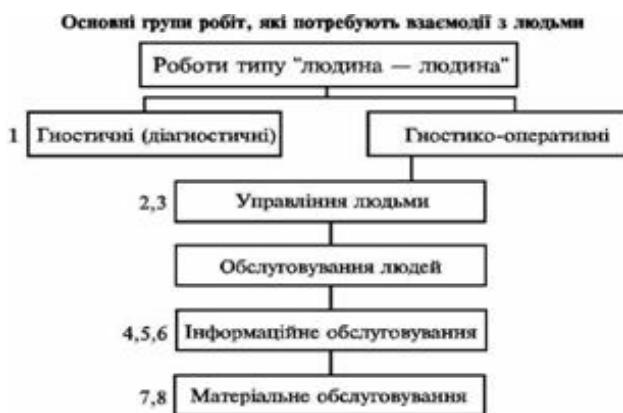 Основні групи робіт, які потребують взаємодії з людьми
Роботи типу "людина — людина"
1 Гностичні (діагностичні)
Гностико-оперативні
2,3 Управління людьми
Обслуговування людей
4,5,6 Інформаційне обслуговування
7,8 Матеріальне обслуговування